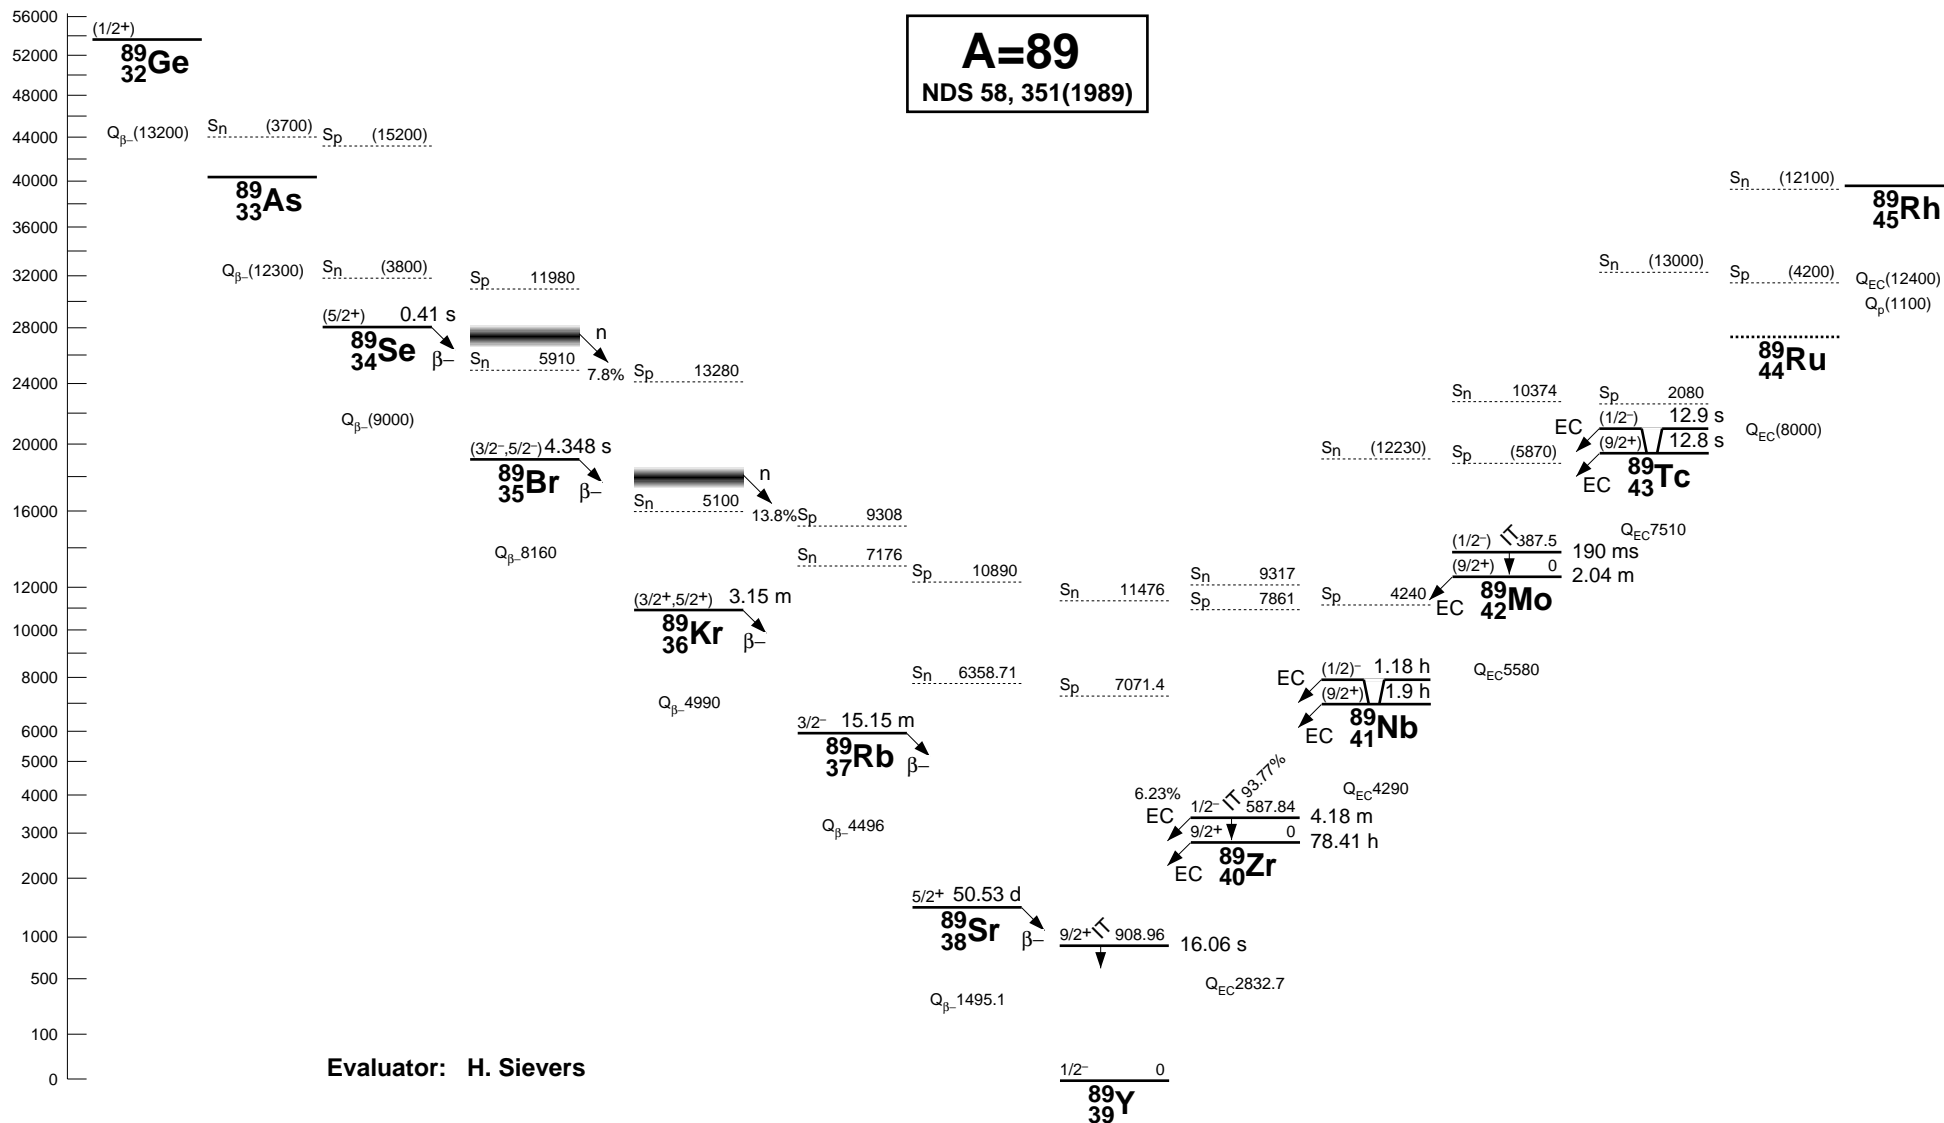 A=89
NDS 58, 351(1989)
56000
52000
48000
44000
40000
36000
32000
28000
24000
20000
16000
12000
10000
8000
6000
5000
4000
3000
2000
1000
500
100
0
(1/2+)
89
32Ge
Qβ−(13200)
Sn (3700)
89
33As
Qβ−(12300)
Sp (15200)
Sn (3800)
(5/2+) 0.41 s
89
34Se β−
Qβ−(9000)
Sp 11980
n
Sn 5910
7.8%
(3/2−,5/2−) 4.348 s
89
35Br β−
Qβ−8160
Sp 13280
n
Sn 5100
13.8%
(3/2+,5/2+) 3.15 m
89
36Kr β−
Qβ−4990
Sp 9308
Sn 7176
3/2− 15.15 m
89
37Rb β−
Qβ−4496
Sp 10890
Sn 6358.71
5/2+ 50.53 d
89
38Sr β−
Qβ−1495.1
Sn 11476
Sp 7071.4
9/2+ IT 908.96 16.06 s
1/2− 0
89
39Y
Sn 9317
Sp 7861
6.23%
EC
1/2− IT 93.77% 587.84 4.18 m
9/2+ 0 78.41 h
EC
89
40Zr
QEC2832.7
Sn (12230)
Sp 4240
EC (1/2)− 1.18 h
(9/2+) 1.9 h
EC
89
41Nb
QEC4290
Sn 10374
Sp (5870)
(1/2−) IT 387.5 190 ms
(9/2+) 0 2.04 m
EC
89
42Mo
QEC5580
Sn (13000)
Sp 2080
EC (1/2−) 12.9 s
(9/2+) 12.8 s
EC
89
43Tc
QEC7510
Sn (12100)
Sp (4200)
89
44Ru
QEC(8000)
89
45Rh
QEC(12400)
Qp(1100)
Evaluator: H. Sievers